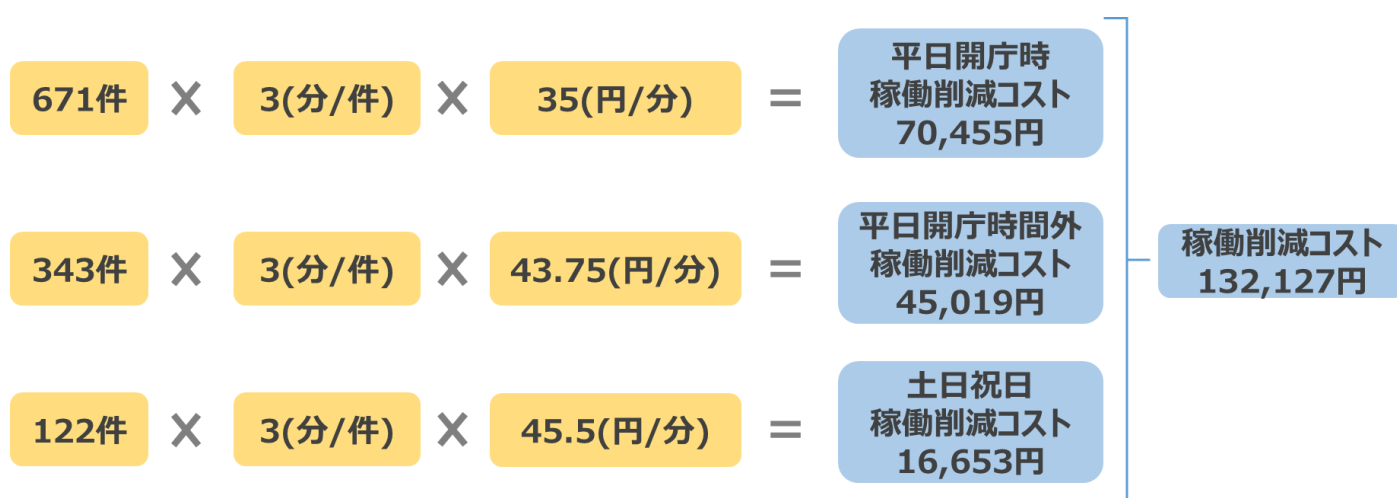 671件 × 3(分/件) × 35(円/分) =
平日開庁時
稼働削減コスト
70,455円
343件 × 3(分/件) × 43.75(円/分) =
平日開庁時間外
稼働削減コスト
45,019円
122件 × 3(分/件) × 45.5(円/分) =
土日祝日
稼働削減コスト
16,653円
稼働削減コスト
132,127円